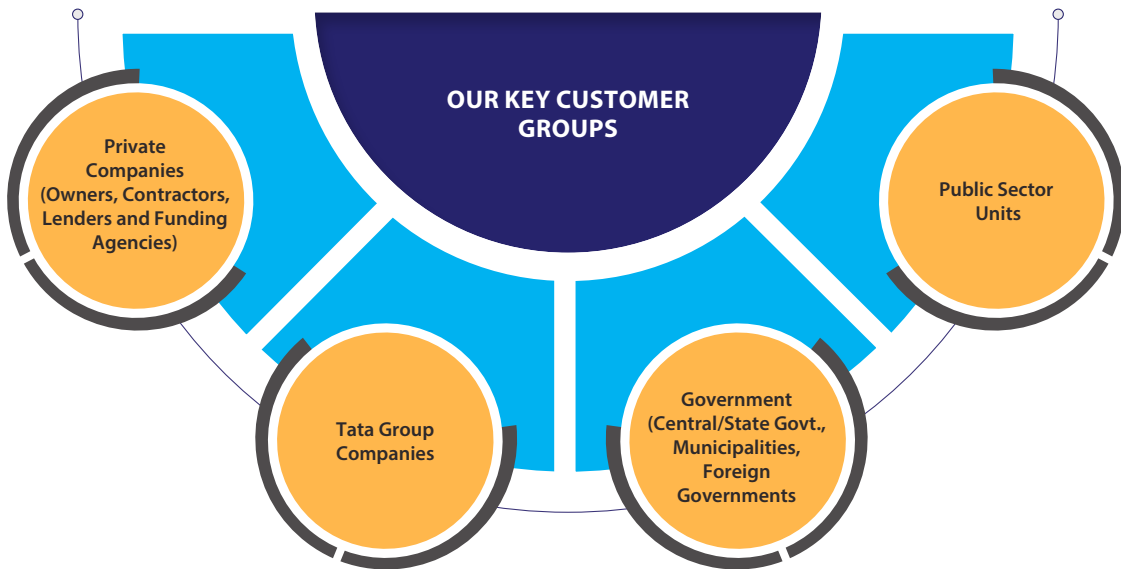 OUR KEY CUSTOMER
GROUPS
Private
Companies
(Owners, Contractors,
Lenders and Funding
Agencies)
Tata Group
Companies
Government
(Central/State Govt.,
Municipalities,
Foreign
Governments
Public Sector
Units